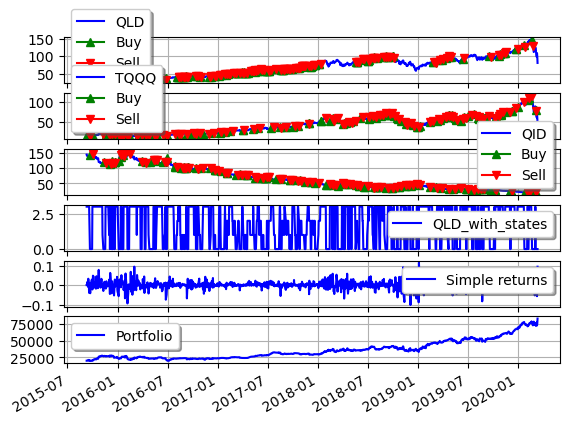 QLD
Buy
Sell
150
100
50
TQQQ
Buy
Sell
100
50
QID
Buy
Sell
150
100
50
QLD_with_states
2.5
0.0
Simple returns
0.1
0.0
−0.1
Portfolio
75000
50000
25000
2015-07
2016-01
2016-07
2017-01
2017-07
2018-01
2018-07
2019-01
2019-07
2020-01